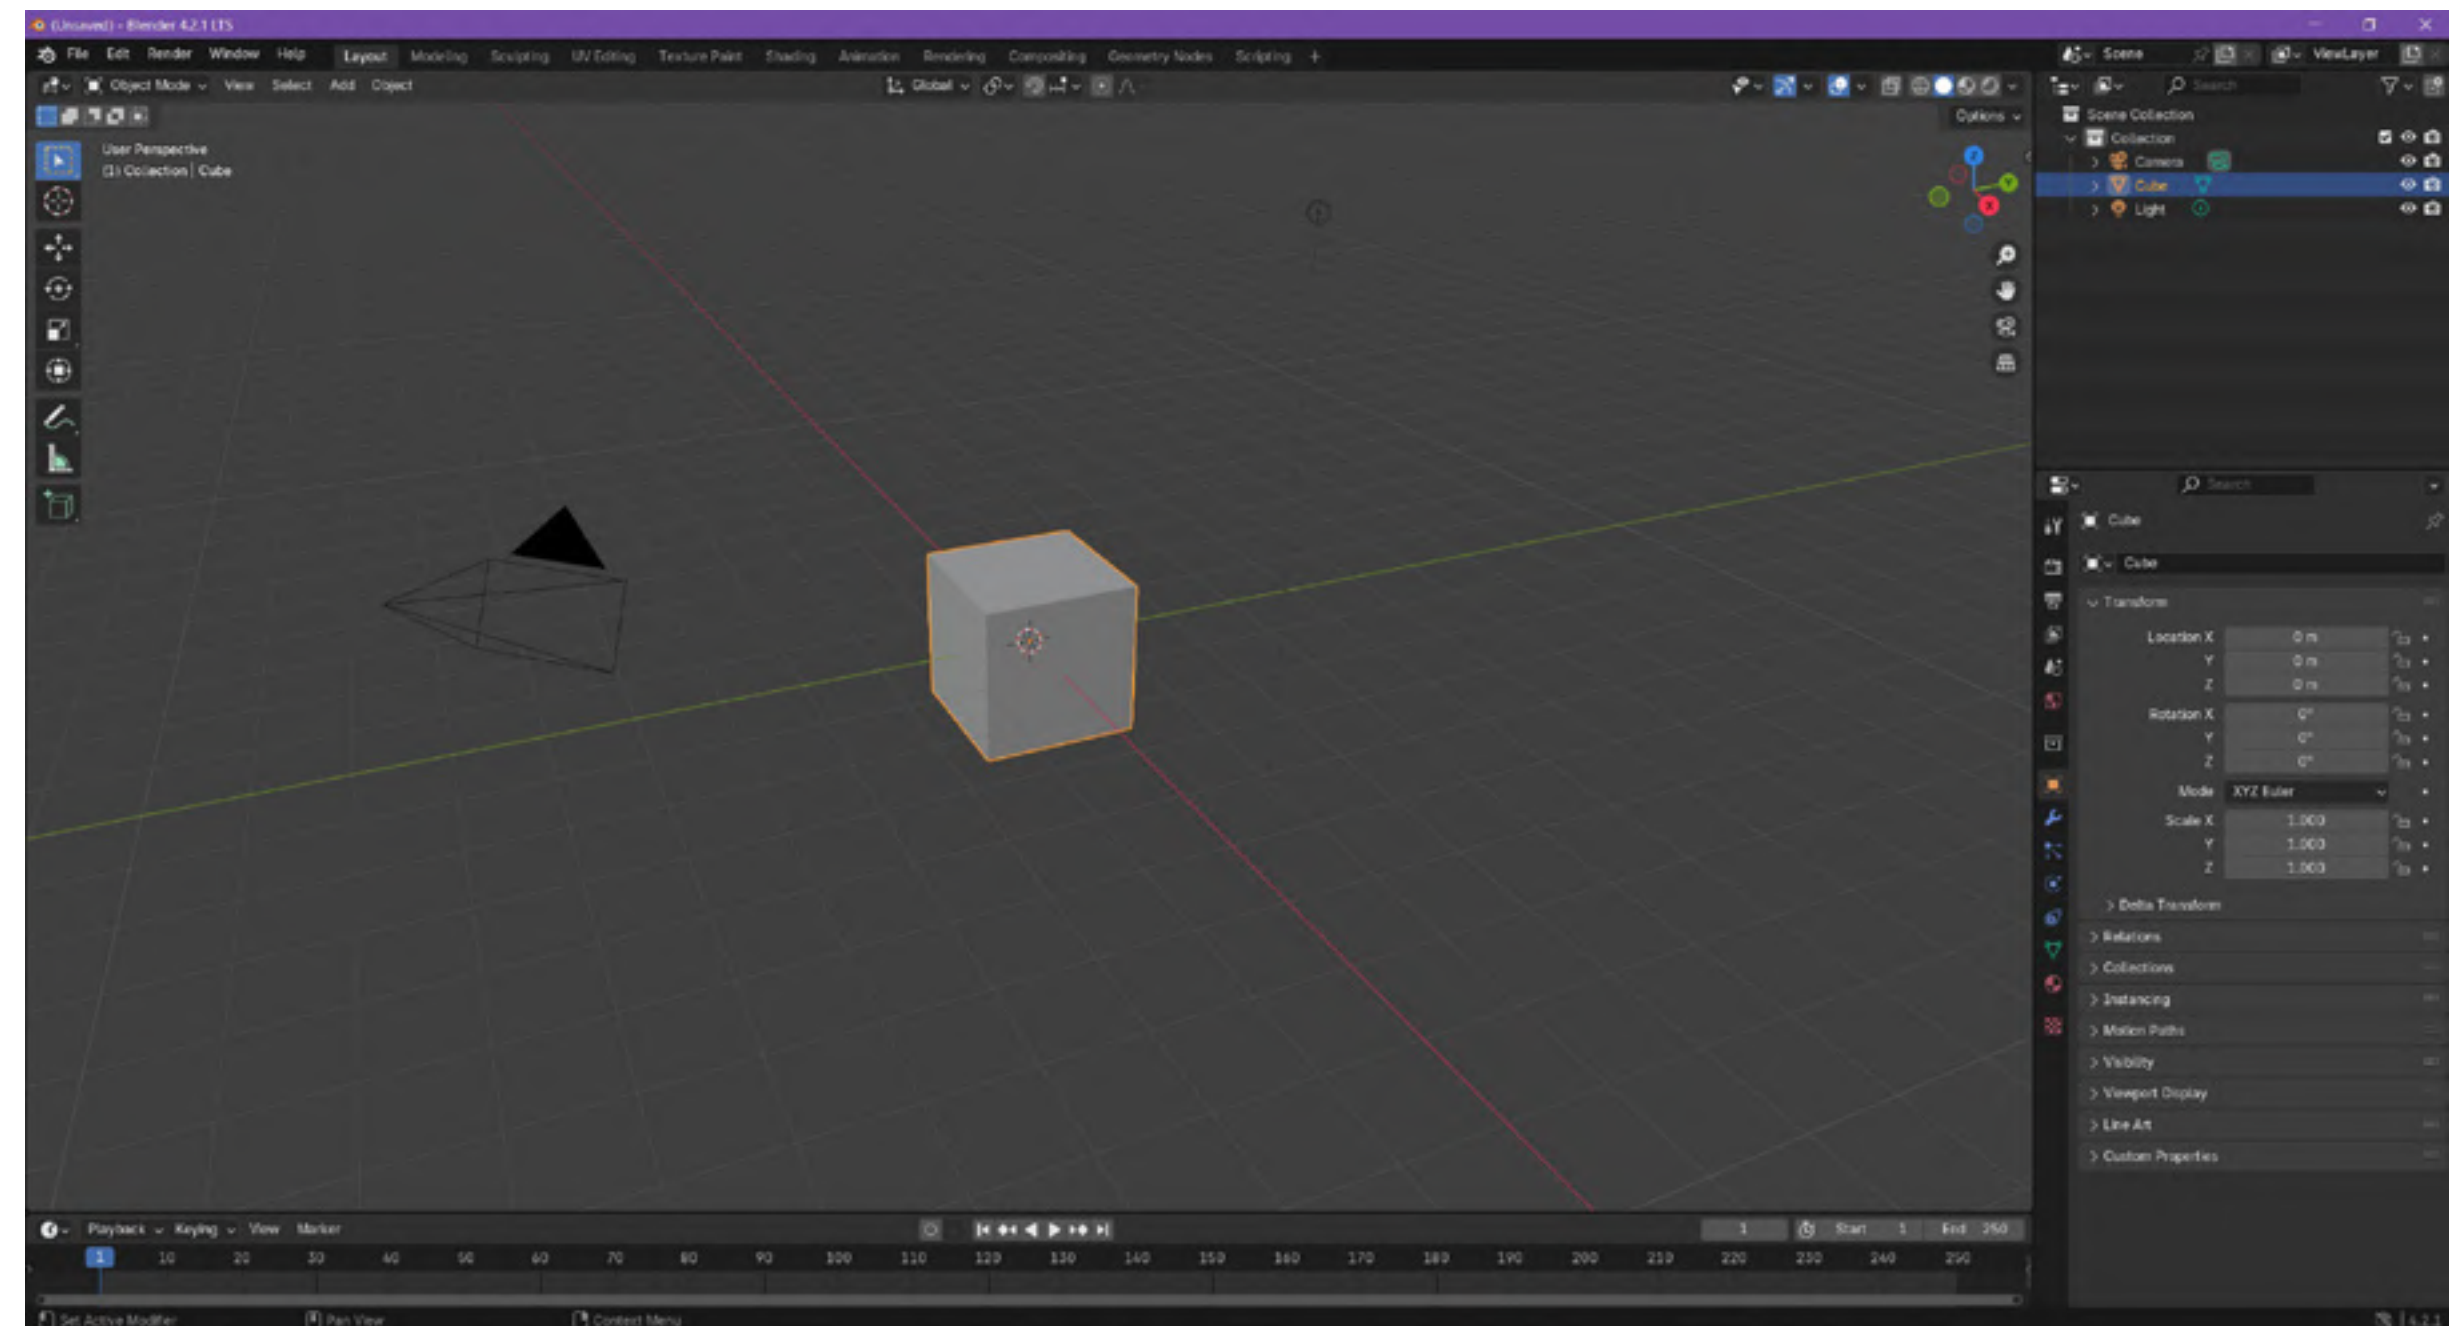 (Unsaved) - Blender 4.2.1 LTS
File Edit Render Window Help Layout Modeling Sculpting UV Editing Texture Paint Shading Animation Rendering Compositing Geometry Nodes Scripting + Scene ViewLayer
Object Mode View Select Add Object Global Search
Options
User Perspective
(1) Collection | Cube
Z
Y
X
Scene Collection
Collection
Camera
Cube
Light
Search
Cube
Cube
Transform
Location X 0 m
Y 0 m
Z 0 m
Rotation X 0°
Y 0°
Z 0°
Mode XYZ Euler
Scale X 1.000
Y 1.000
Z 1.000
Delta Transform
Relations
Collections
Instancing
Motion Paths
Visibility
Viewport Display
Line Art
Custom Properties
Playback Keying View Marker 1 Start 1 End 250
1 10 20 30 40 50 60 70 80 90 100 110 120 130 140 150 160 170 180 190 200 210 220 230 240 250
Set Active Modifier Pan View Context Menu 4.2.1